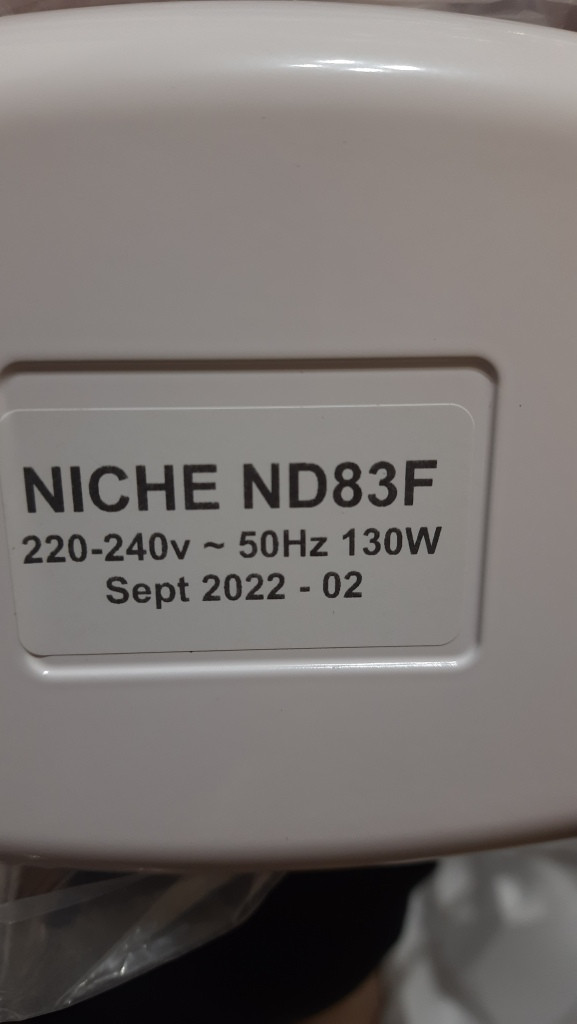 NICHE ND83F
220-240v ~ 50Hz 130W
Sept 2022 - 02